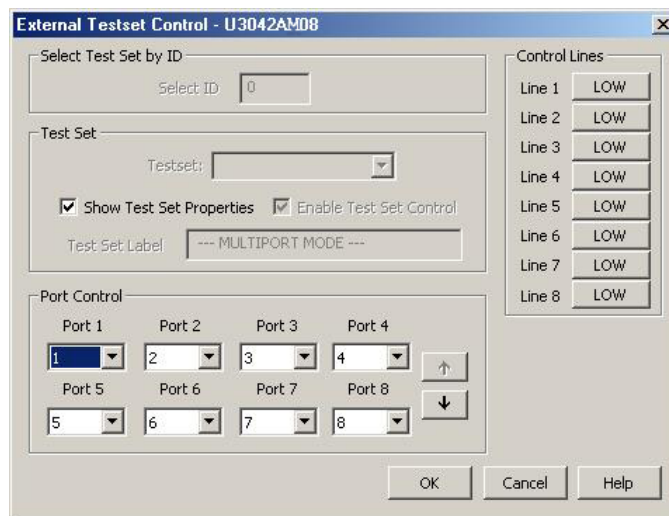 External Testset Control - U3042AM08
Select Test Set by ID
Select ID 0
Test Set
Testset:
Show Test Set Properties Enable Test Set Control
Test Set Label --- MULTIPORT MODE ---
Port Control
Port 1 Port 2 Port 3 Port 4
1 2 3 4
Port 5 Port 6 Port 7 Port 8
5 6 7 8
Control Lines
Line 1 LOW
Line 2 LOW
Line 3 LOW
Line 4 LOW
Line 5 LOW
Line 6 LOW
Line 7 LOW
Line 8 LOW
OK Cancel Help